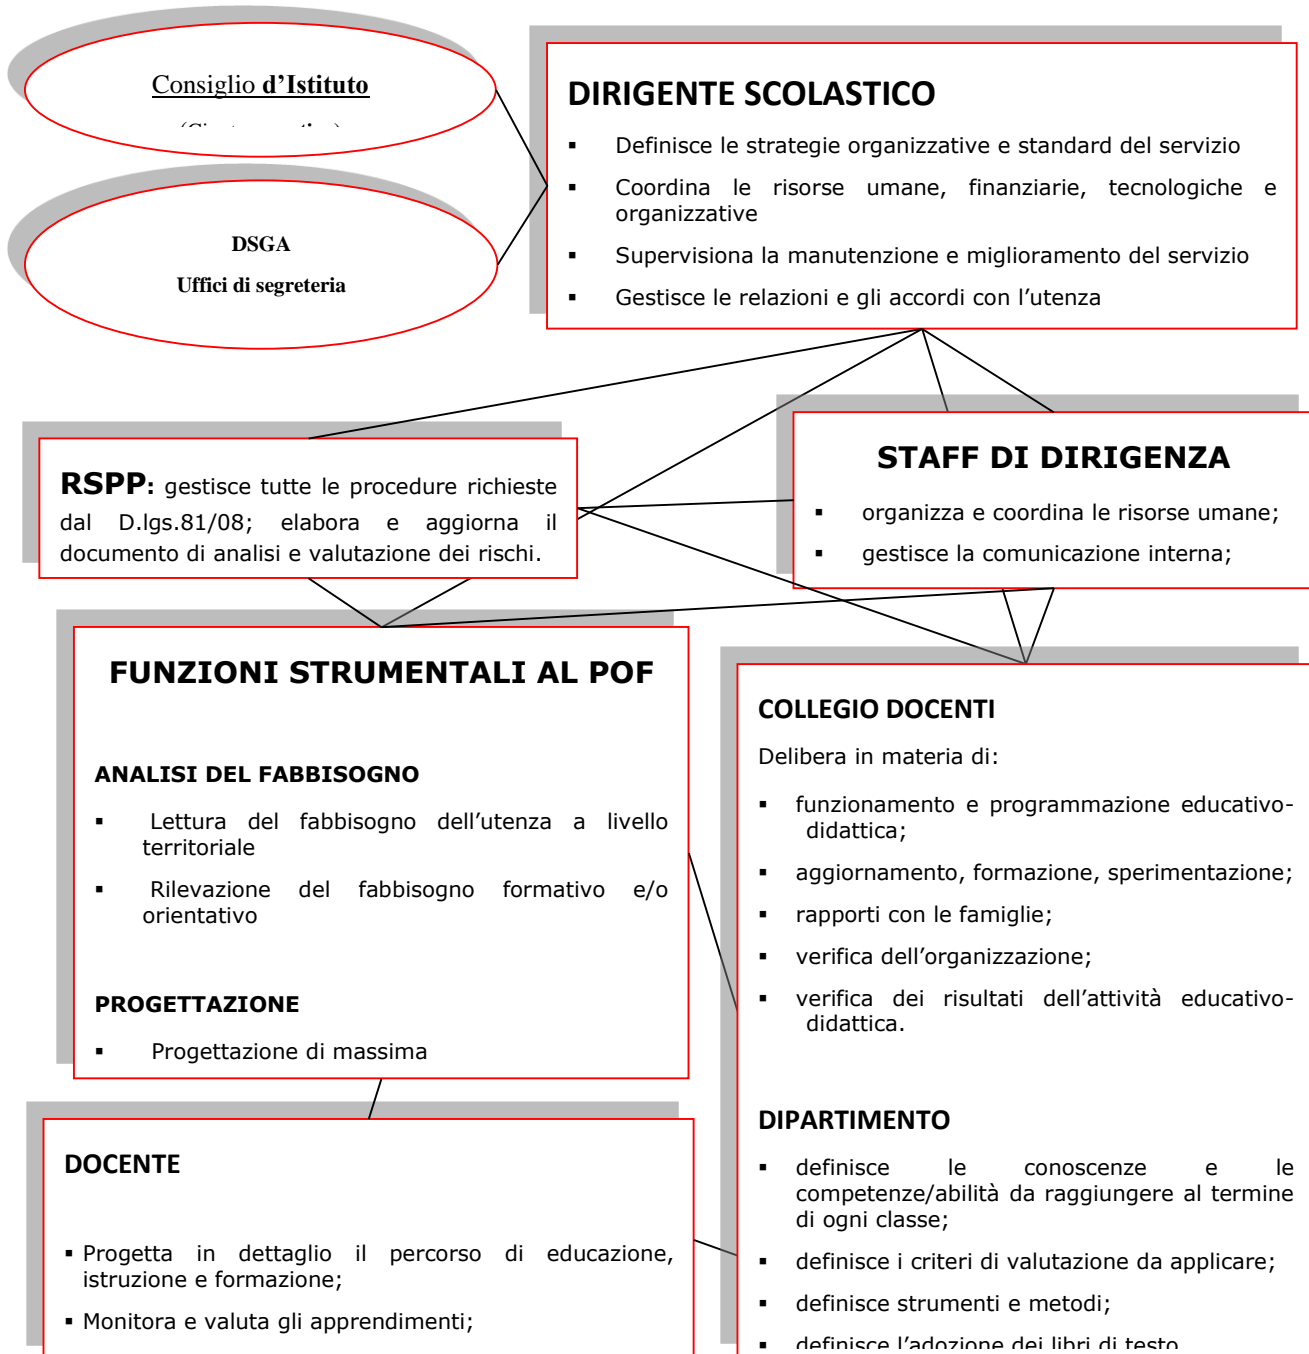 Consiglio d’Istituto
DSGA
Uffici di segreteria
DIRIGENTE SCOLASTICO
▪ Definisce le strategie organizzative e standard del servizio
▪ Coordina le risorse umane, finanziarie, tecnologiche e
organizzative
▪ Supervisiona la manutenzione e miglioramento del servizio
▪ Gestisce le relazioni e gli accordi con l’utenza
RSPP: gestisce tutte le procedure richieste
dal D.lgs.81/08; elabora e aggiorna il
documento di analisi e valutazione dei rischi.
STAFF DI DIRIGENZA
▪ organizza e coordina le risorse umane;
▪ gestisce la comunicazione interna;
FUNZIONI STRUMENTALI AL POF
ANALISI DEL FABBISOGNO
▪ Lettura del fabbisogno dell’utenza a livello
territoriale
▪ Rilevazione del fabbisogno formativo e/o
orientativo
PROGETTAZIONE
▪ Progettazione di massima
COLLEGIO DOCENTI
Delibera in materia di:
▪ funzionamento e programmazione educativo-
didattica;
▪ aggiornamento, formazione, sperimentazione;
▪ rapporti con le famiglie;
▪ verifica dell’organizzazione;
▪ verifica dei risultati dell’attività educativo-
didattica.
DIPARTIMENTO
▪ definisce le conoscenze e le
competenze/abilità da raggiungere al termine
di ogni classe;
▪ definisce i criteri di valutazione da applicare;
▪ definisce strumenti e metodi;
▪ definisce l’adozione dei libri di testo
DOCENTE
▪ Progetta in dettaglio il percorso di educazione,
istruzione e formazione;
▪ Monitora e valuta gli apprendimenti;